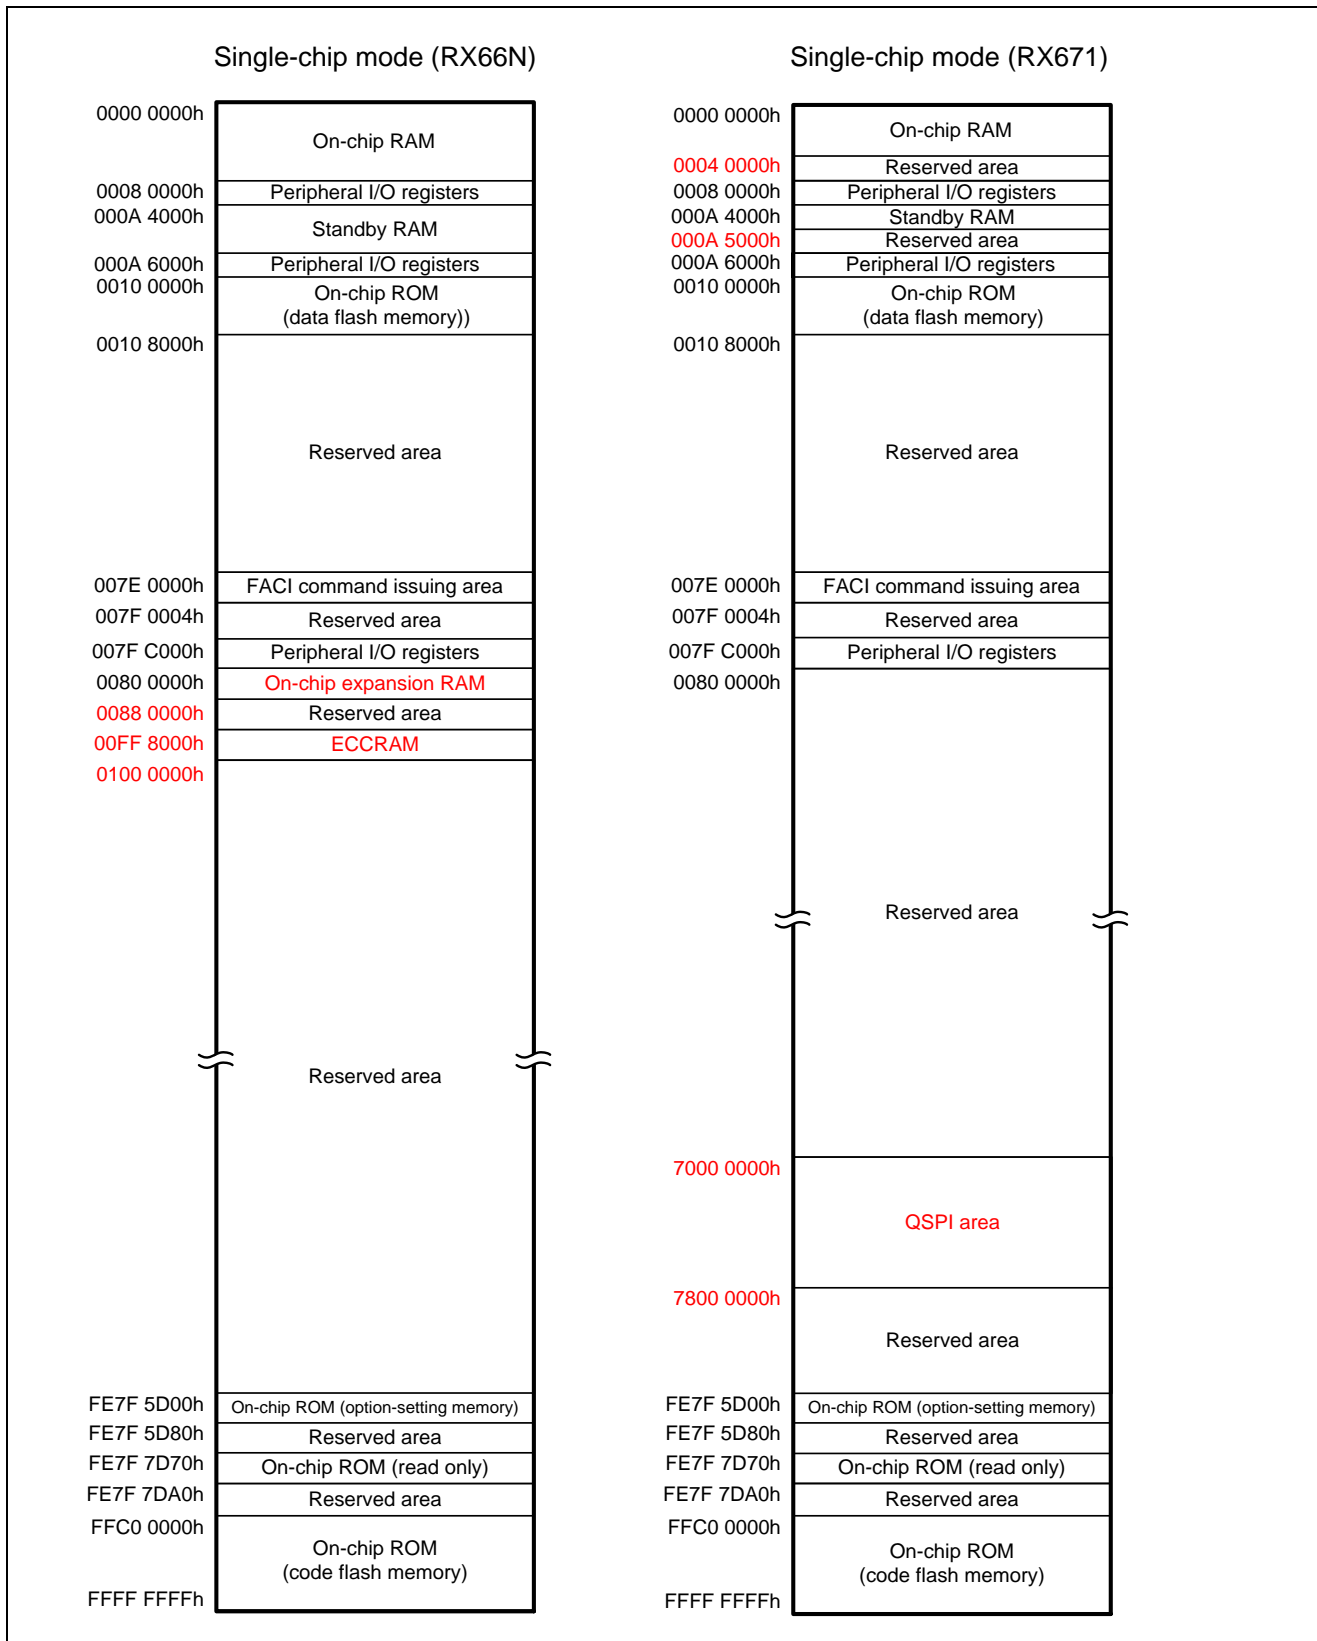 Single-chip mode (RX66N)
0000 0000h
On-chip RAM
0008 0000h
Peripheral I/O registers
000A 4000h
Standby RAM
000A 6000h
Peripheral I/O registers
0010 0000h
On-chip ROM
(data flash memory))
0010 8000h
Reserved area
007E 0000h
FACI command issuing area
007F 0004h
Reserved area
007F C000h
Peripheral I/O registers
0080 0000h
On-chip expansion RAM
0088 0000h
Reserved area
00FF 8000h
ECCRAM
0100 0000h
Reserved area
FE7F 5D00h
On-chip ROM (option-setting memory)
FE7F 5D80h
Reserved area
FE7F 7D70h
On-chip ROM (read only)
FE7F 7DA0h
Reserved area
FFC0 0000h
On-chip ROM
(code flash memory)
FFFF FFFFh
Single-chip mode (RX671)
0000 0000h
On-chip RAM
0004 0000h
Reserved area
0008 0000h
Peripheral I/O registers
000A 4000h
Standby RAM
000A 5000h
Reserved area
000A 6000h
Peripheral I/O registers
0010 0000h
On-chip ROM
(data flash memory)
0010 8000h
Reserved area
007E 0000h
FACI command issuing area
007F 0004h
Reserved area
007F C000h
Peripheral I/O registers
0080 0000h
Reserved area
7000 0000h
QSPI area
7800 0000h
Reserved area
FE7F 5D00h
On-chip ROM (option-setting memory)
FE7F 5D80h
Reserved area
FE7F 7D70h
On-chip ROM (read only)
FE7F 7DA0h
Reserved area
FFC0 0000h
On-chip ROM
(code flash memory)
FFFF FFFFh